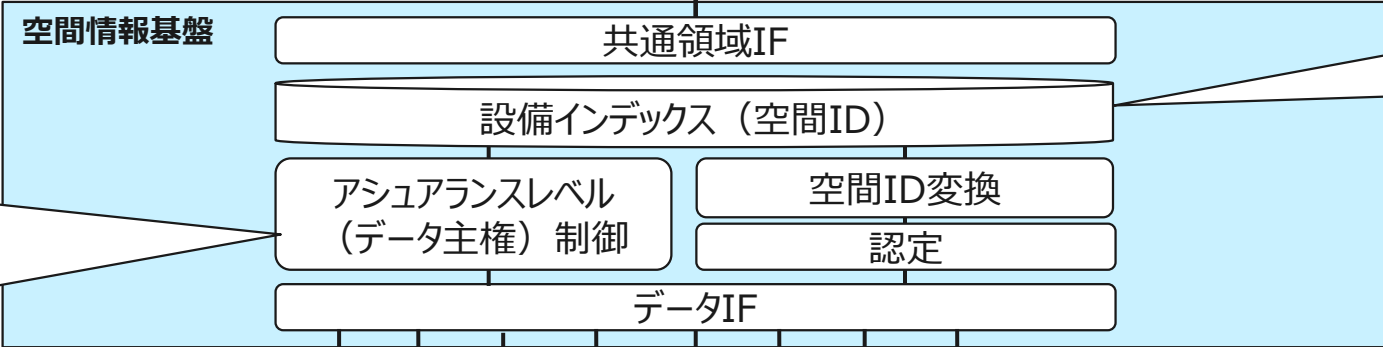 空間情報基盤
共通領域IF
設備インデックス（空間ID）
アシュアランスレベル
（データ主権）制御
空間ID変換
認定
データIF